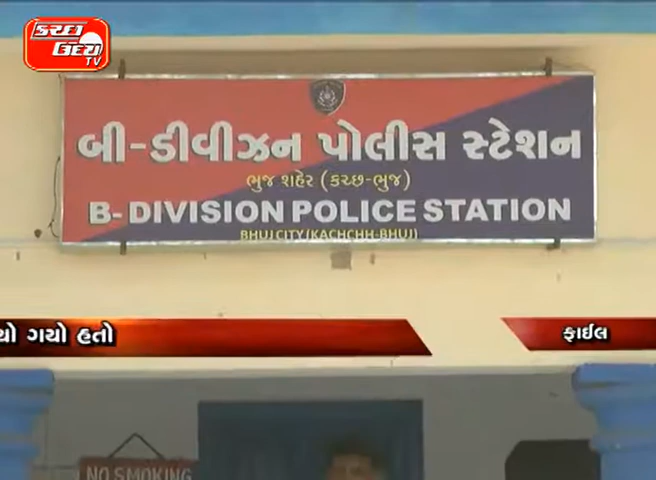 કચ્છ
ઉદય
TV
બી-ડીવીઝન પોલીસ સ્ટેશન
ભુજ શહેર (કચ્છ-ભુજ)
B-DIVISION POLICE STATION
BHUJ CITY (KACHCHH-BHUJ)
યો ગયો હતો
ફાઈલ
NO SMOKING